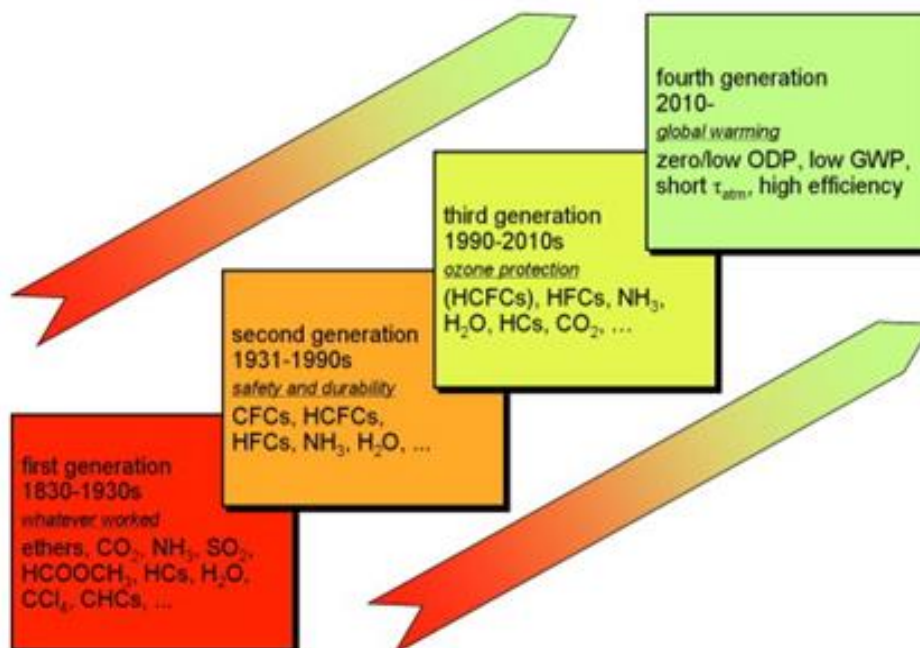 fourth generation
2010-
global warming
zero/low ODP, low GWP,
short τatm, high efficiency
third generation
1990-2010s
ozone protection
(HCFCs), HFCs, NH₃,
H₂O, HCs, CO₂, ...
second generation
1931-1990s
safety and durability
CFCs, HCFCs,
HFCs, NH₃, H₂O, ...
first generation
1830-1930s
whatever worked
ethers, CO₂, NH₃, SO₂,
HCOOCH₃, HCs, H₂O,
CCl₄, CHCs, ...